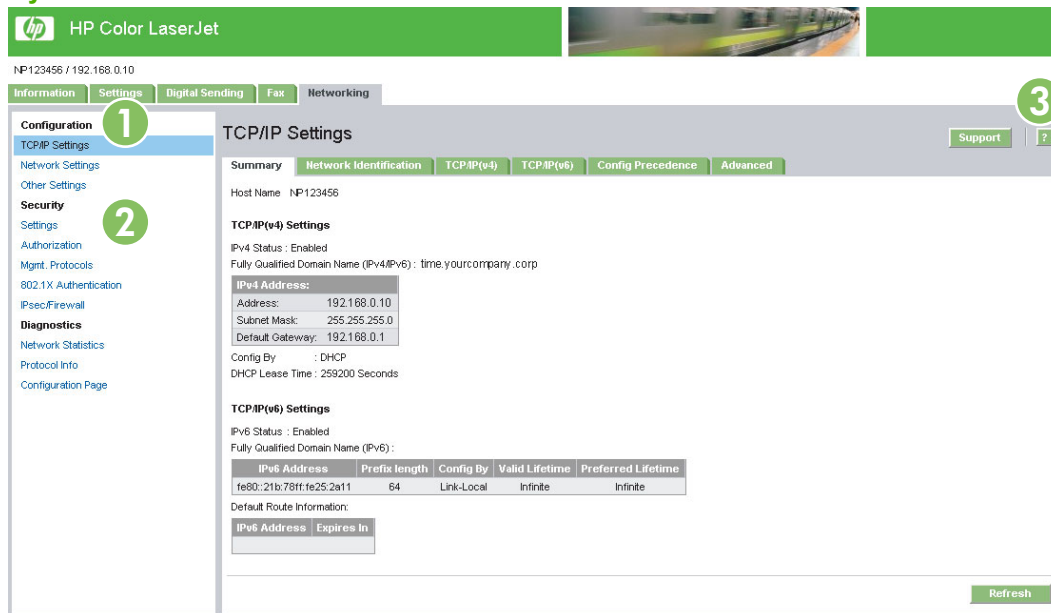 hp HP Color LaserJet
NP123456 / 192.168.0.10
Information Settings Digital Sending Fax Networking
1
3
Configuration
TCP/IP Settings
Network Settings
Other Settings
Security
Settings
2
Authorization
Mgmt. Protocols
802.1X Authentication
IPsec/Firewall
Diagnostics
Network Statistics
Protocol Info
Configuration Page
TCP/IP Settings
Support ?
Summary Network Identification TCP/IP(v4) TCP/IP(v6) Config Precedence Advanced
Host Name NP123456
TCP/IP(v4) Settings
IPv4 Status : Enabled
Fully Qualified Domain Name (IPv4/IPv6) : time.yourcompany.corp
IPv4 Address:
Address: 192.168.0.10
Subnet Mask: 255.255.255.0
Default Gateway: 192.168.0.1
Config By : DHCP
DHCP Lease Time : 259200 Seconds
TCP/IP(v6) Settings
IPv6 Status : Enabled
Fully Qualified Domain Name (IPv6) :
IPv6 Address Prefix length Config By Valid Lifetime Preferred Lifetime
fe80::21b:78ff:fe25:2a11 64 Link-Local Infinite Infinite
Default Route Information:
IPv6 Address Expires In
Refresh